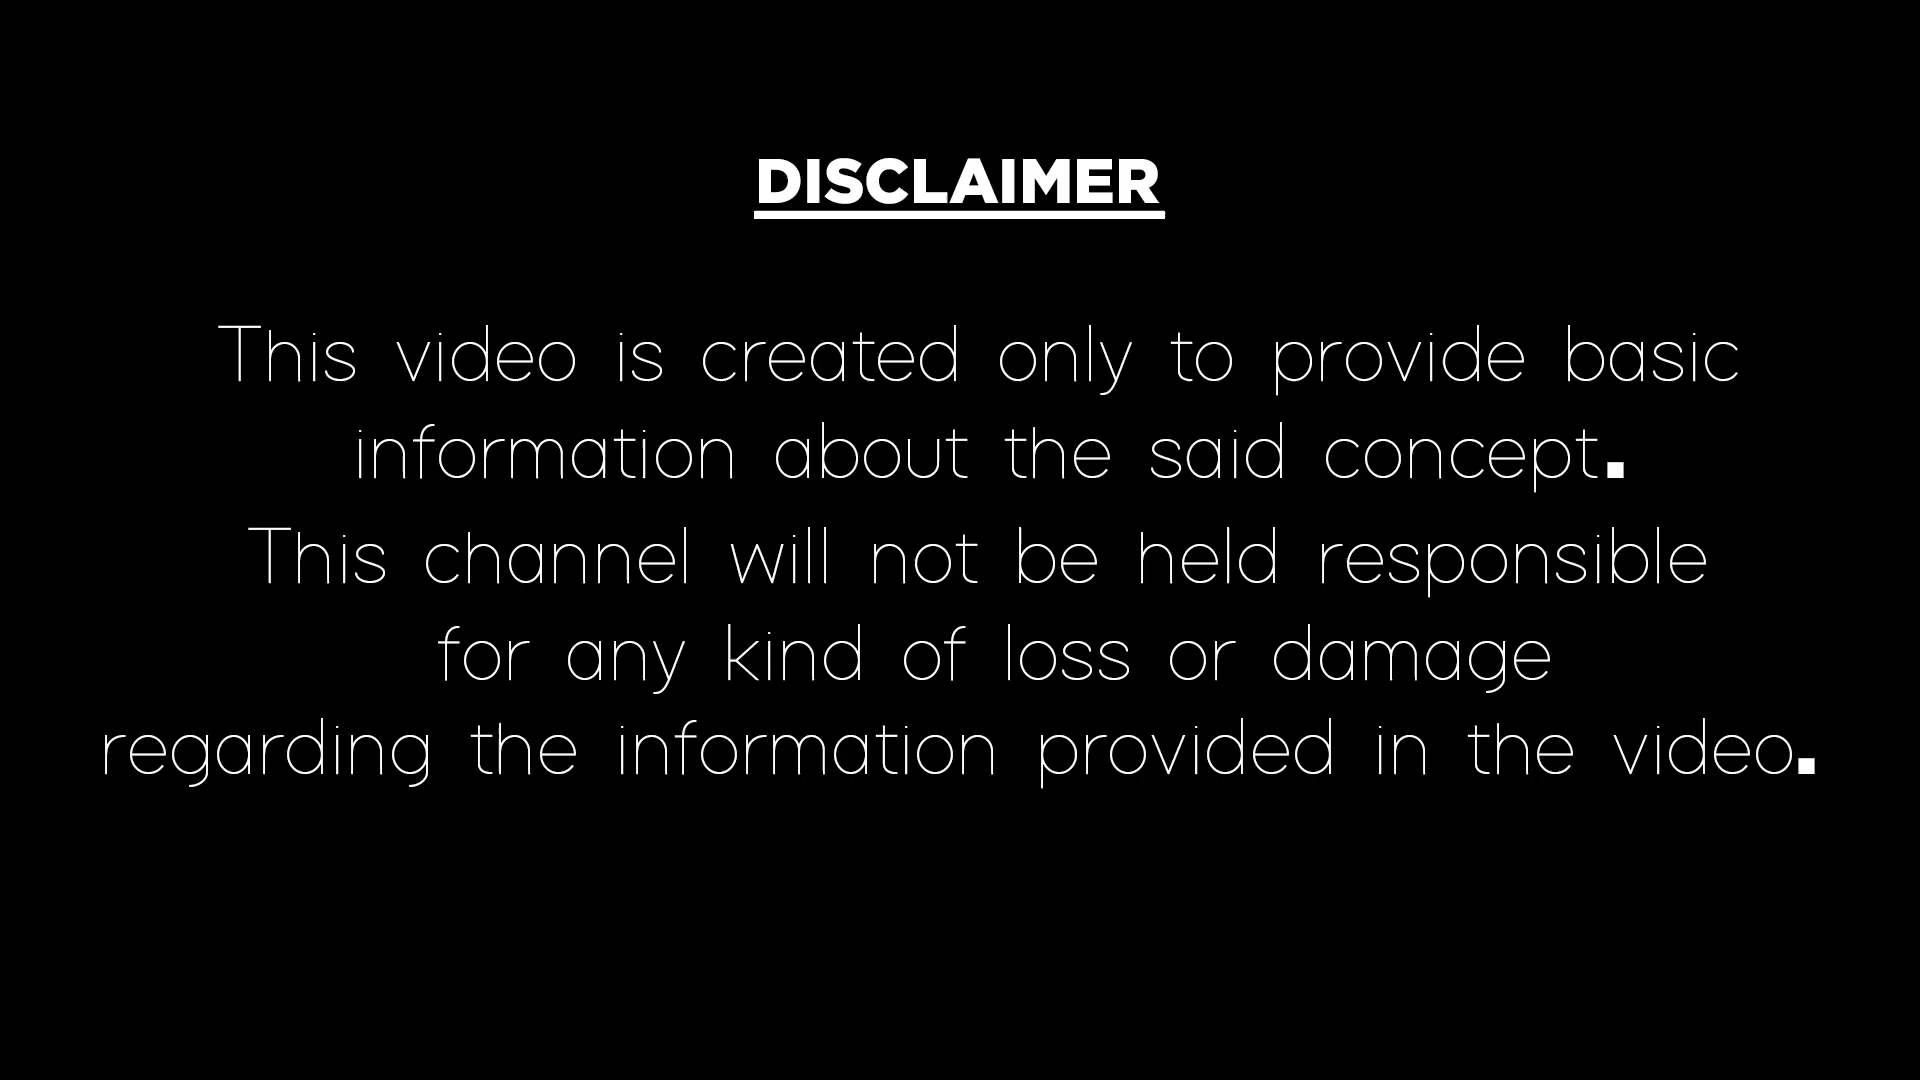 DISCLAIMER
This video is created only to provide basic
information about the said concept.
This channel will not be held responsible
for any kind of loss or damage
regarding the information provided in the video.